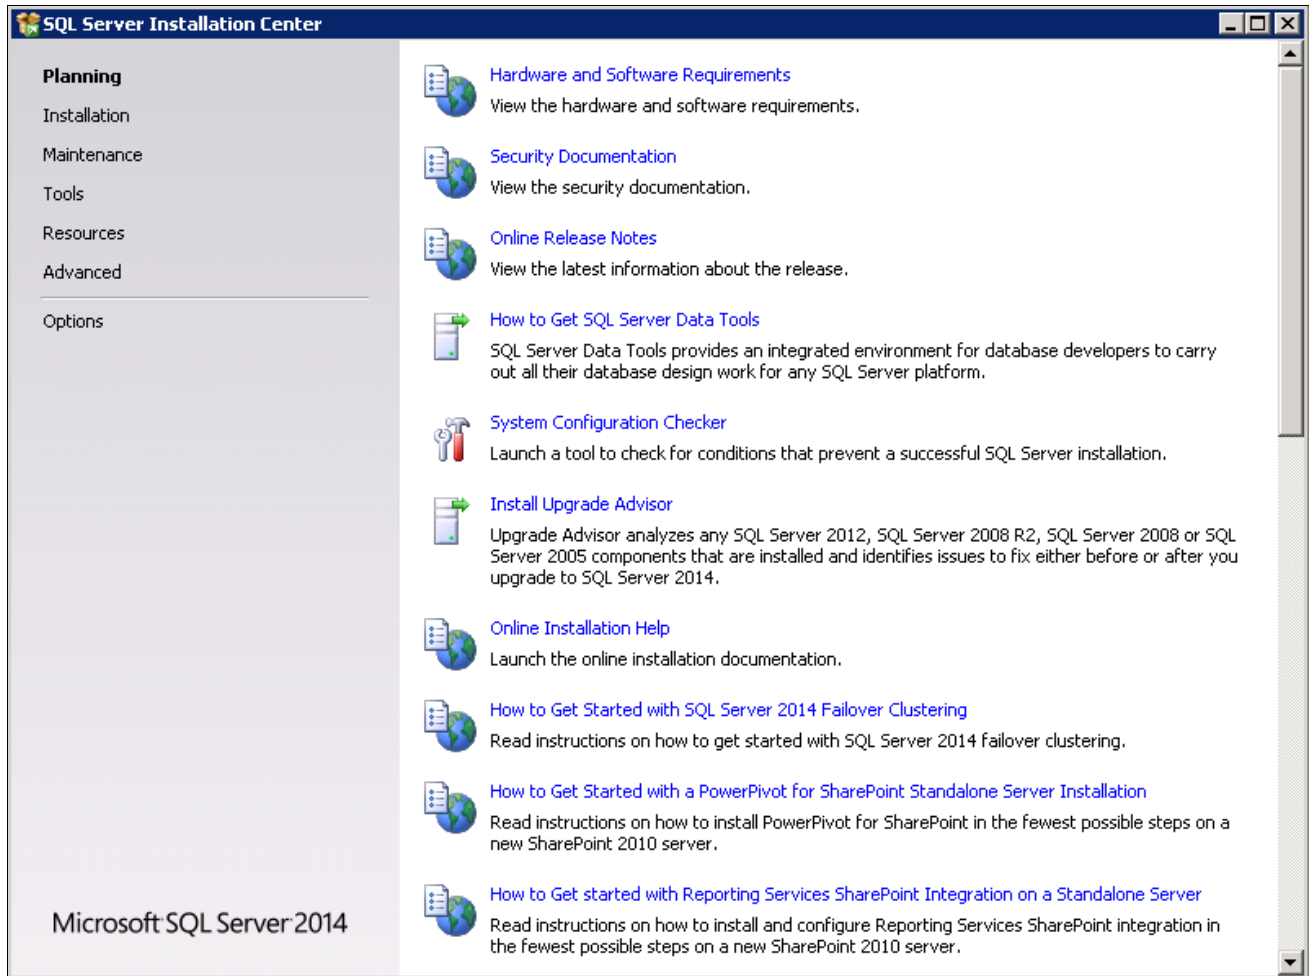 SQL Server Installation Center
Planning
Installation
Maintenance
Tools
Resources
Advanced
Options
Microsoft SQL Server 2014
Hardware and Software Requirements
View the hardware and software requirements.
Security Documentation
View the security documentation.
Online Release Notes
View the latest information about the release.
How to Get SQL Server Data Tools
SQL Server Data Tools provides an integrated environment for database developers to carry
out all their database design work for any SQL Server platform.
System Configuration Checker
Launch a tool to check for conditions that prevent a successful SQL Server installation.
Install Upgrade Advisor
Upgrade Advisor analyzes any SQL Server 2012, SQL Server 2008 R2, SQL Server 2008 or SQL
Server 2005 components that are installed and identifies issues to fix either before or after you
upgrade to SQL Server 2014.
Online Installation Help
Launch the online installation documentation.
How to Get Started with SQL Server 2014 Failover Clustering
Read instructions on how to get started with SQL Server 2014 failover clustering.
How to Get Started with a PowerPivot for SharePoint Standalone Server Installation
Read instructions on how to install PowerPivot for SharePoint in the fewest possible steps on a
new SharePoint 2010 server.
How to Get started with Reporting Services SharePoint Integration on a Standalone Server
Read instructions on how to install and configure Reporting Services SharePoint integration in
the fewest possible steps on a new SharePoint 2010 server.